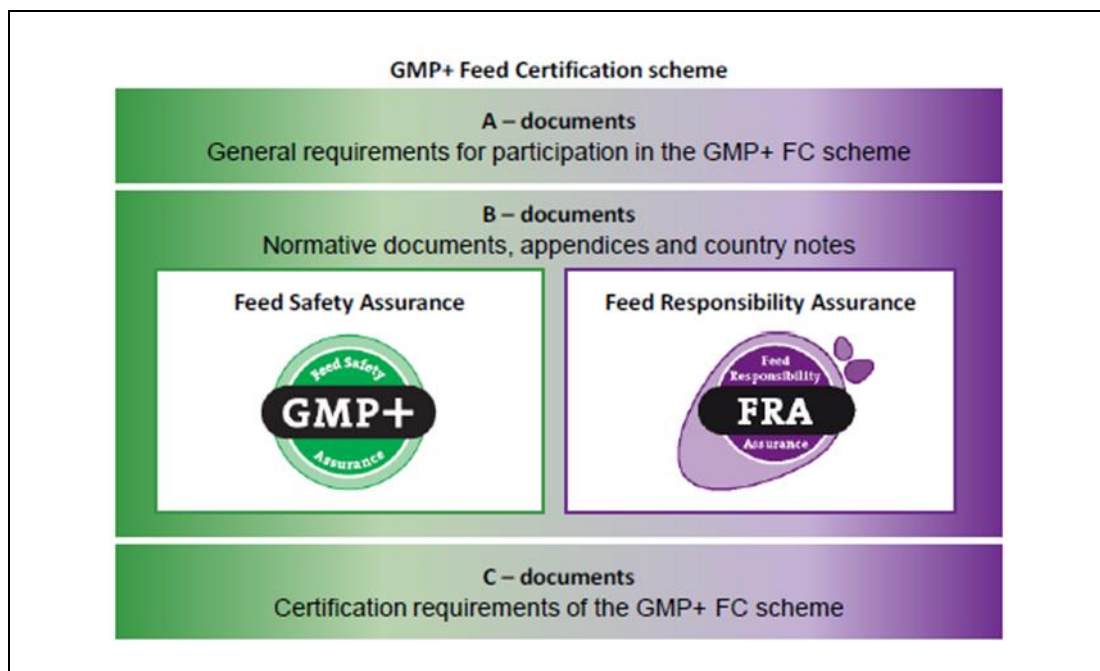 GMP+ Feed Certification scheme
A – documents
General requirements for participation in the GMP+ FC scheme
B – documents
Normative documents, appendices and country notes
Feed Safety Assurance
Feed Safety
GMP+
Assurance
Feed Responsibility Assurance
Feed
Responsibility
FRA
Assurance
C – documents
Certification requirements of the GMP+ FC scheme